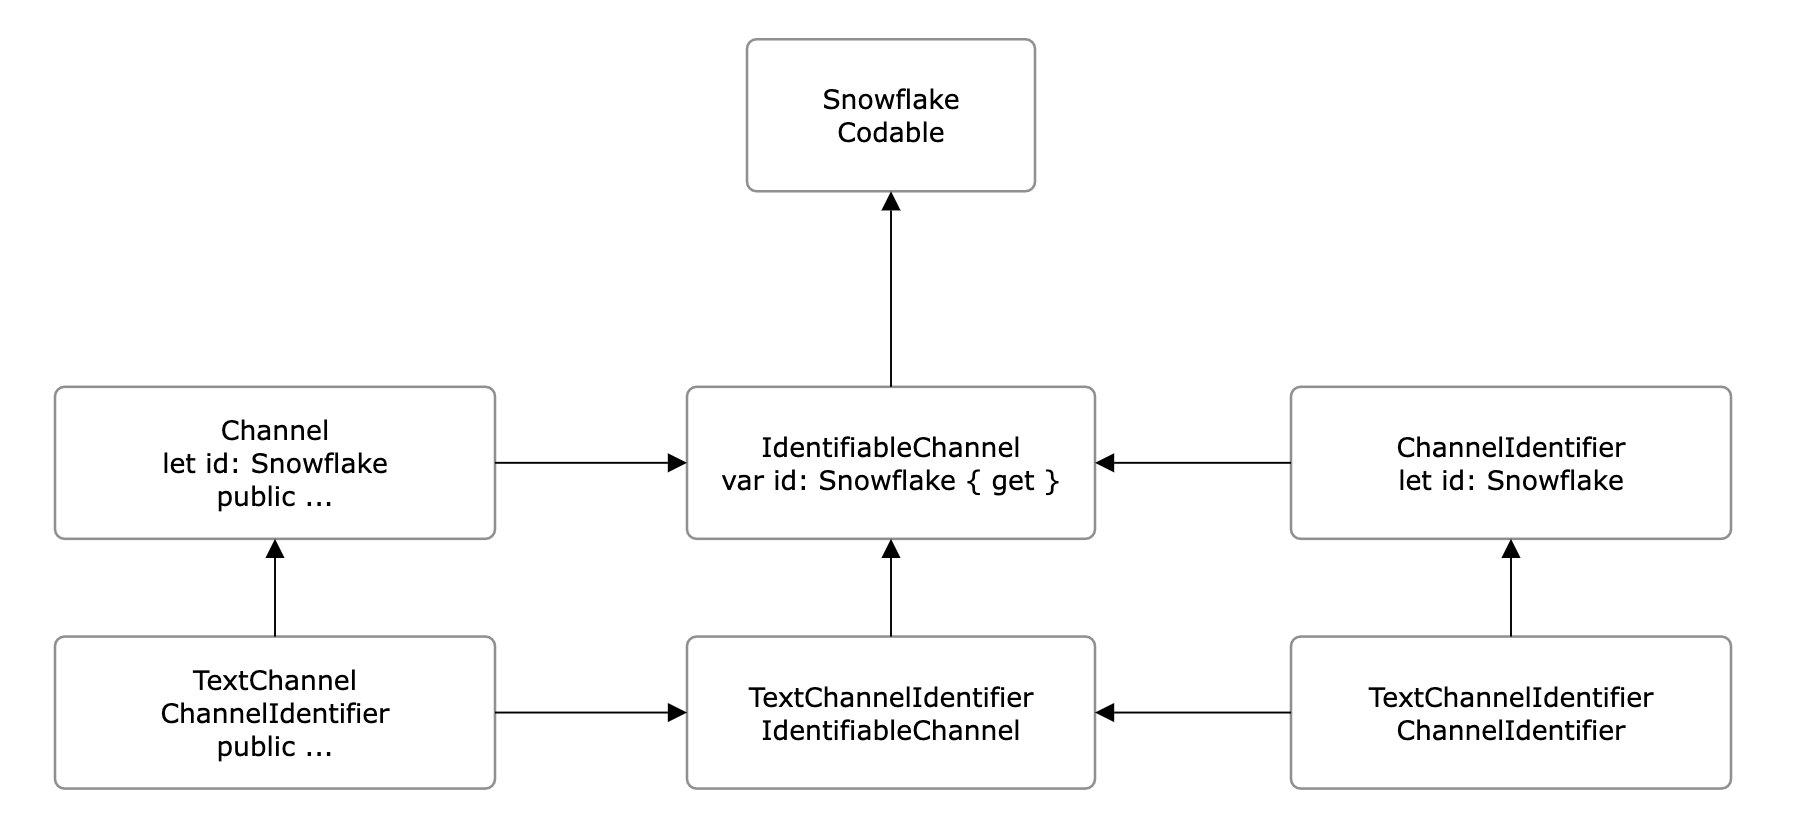 Snowflake
Codable
Channel
let id: Snowflake
public ...
IdentifiableChannel
var id: Snowflake { get }
ChannelIdentifier
let id: Snowflake
TextChannel
ChannelIdentifier
public ...
TextChannelIdentifier
IdentifiableChannel
TextChannelIdentifier
ChannelIdentifier